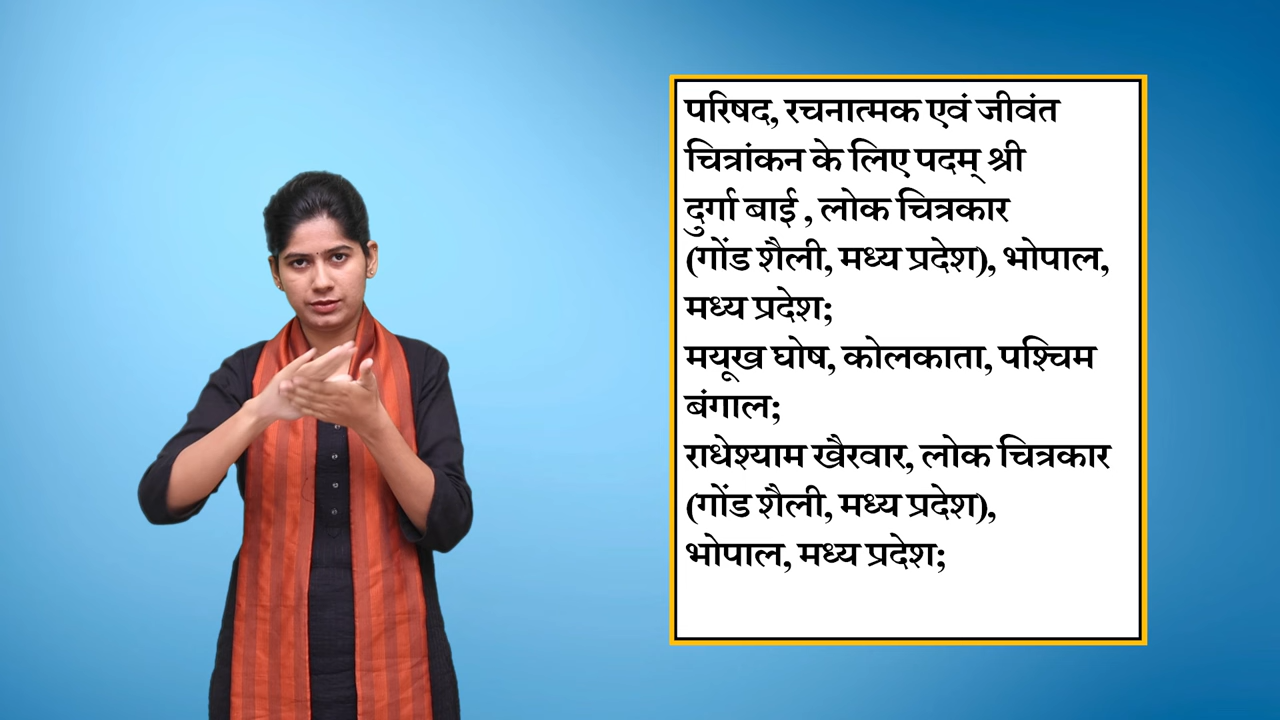 परिषद, रचनात्मक एवं जीवंत
चित्रांकन के लिए पदम् श्री
दुर्गा बाई , लोक चित्रकार
(गोंड शैली, मध्य प्रदेश), भोपाल,
मध्य प्रदेश;
मयूख घोष, कोलकाता, पश्चिम
बंगाल;
राधेश्याम खैरवार, लोक चित्रकार
(गोंड शैली, मध्य प्रदेश),
भोपाल, मध्य प्रदेश;